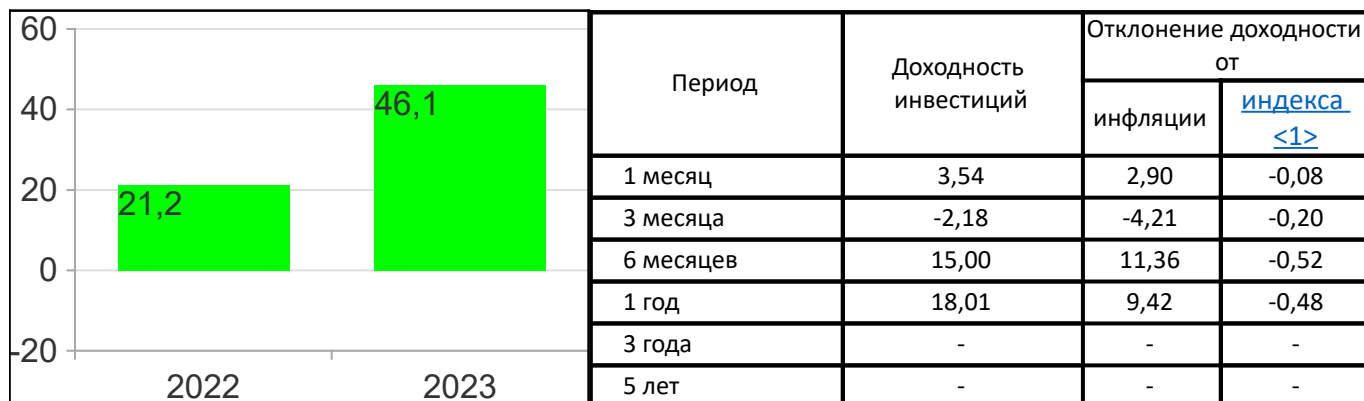 60
40
20
0
-20
21,2
46,1
2022
2023
Период
Доходность
инвестиций
Отклонение доходности
от
инфляции
индекса
<1>
1 месяц 3,54 2,90 -0,08
3 месяца -2,18 -4,21 -0,20
6 месяцев 15,00 11,36 -0,52
1 год 18,01 9,42 -0,48
3 года - - -
5 лет - - -